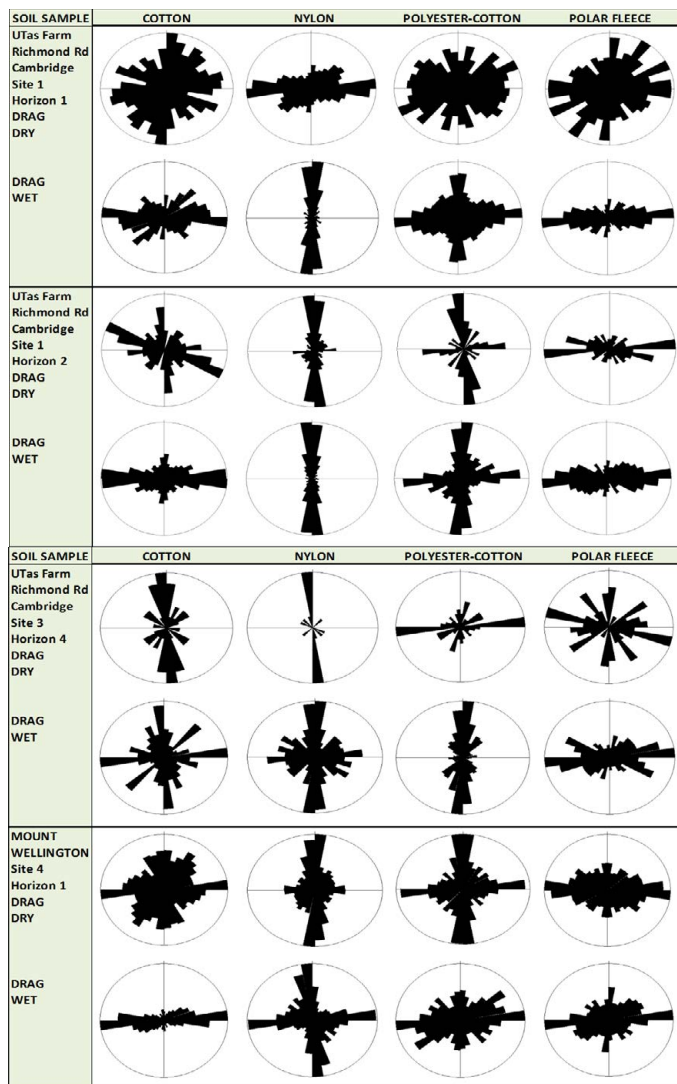 SOIL SAMPLE COTTON NYLON POLYESTER-COTTON POLAR FLEECE
UTas Farm
Richmond Rd
Cambridge
Site 1
Horizon 1
DRAG
DRY
DRAG
WET
UTas Farm
Richmond Rd
Cambridge
Site 1
Horizon 2
DRAG
DRY
DRAG
WET
SOIL SAMPLE COTTON NYLON POLYESTER-COTTON POLAR FLEECE
UTas Farm
Richmond Rd
Cambridge
Site 3
Horizon 4
DRAG
DRY
DRAG
WET
MOUNT
WELLINGTON
Site 4
Horizon 1
DRAG
DRY
DRAG
WET